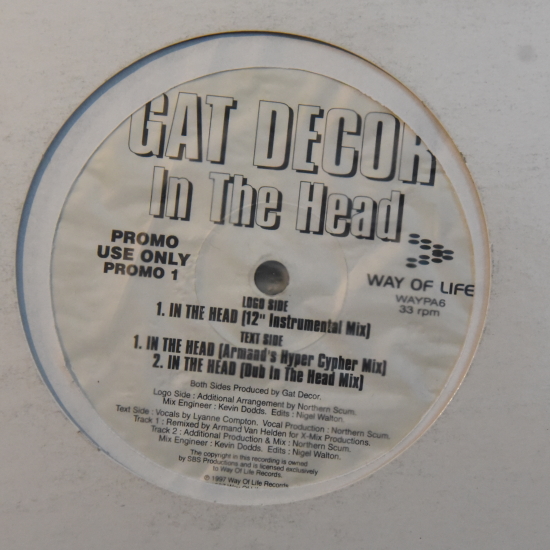 GAT DECOR
In The Head
PROMO
USE ONLY
PROMO 1
WAY OF LIFE
WAYPA6
33 rpm
LOGO SIDE
1. IN THE HEAD (12" Instrumental Mix)
TEXT SIDE
1. IN THE HEAD (Armand's Hyper Cypher Mix)
2. IN THE HEAD (Dub In The Head Mix)
Both Sides Produced by Gat Decor.
Logo Side : Additional Arrangement by Northern Scum.
Mix Engineer : Kevin Dodds. Edits : Nigel Walton.
Text Side : Vocals by Lyanne Compton. Vocal Production : Northern Scum.
Track 1 : Remixed by Armand Van Helden for X-Mix Productions.
Track 2 : Additional Production & Mix : Northern Scum.
Mix Engineer : Kevin Dodds. Edits : Nigel Walton.
The copyright in this recording is owned
by SBS Productions and is licensed exclusively
to Way Of Life Records.
℗ 1997 Way Of Life Records.